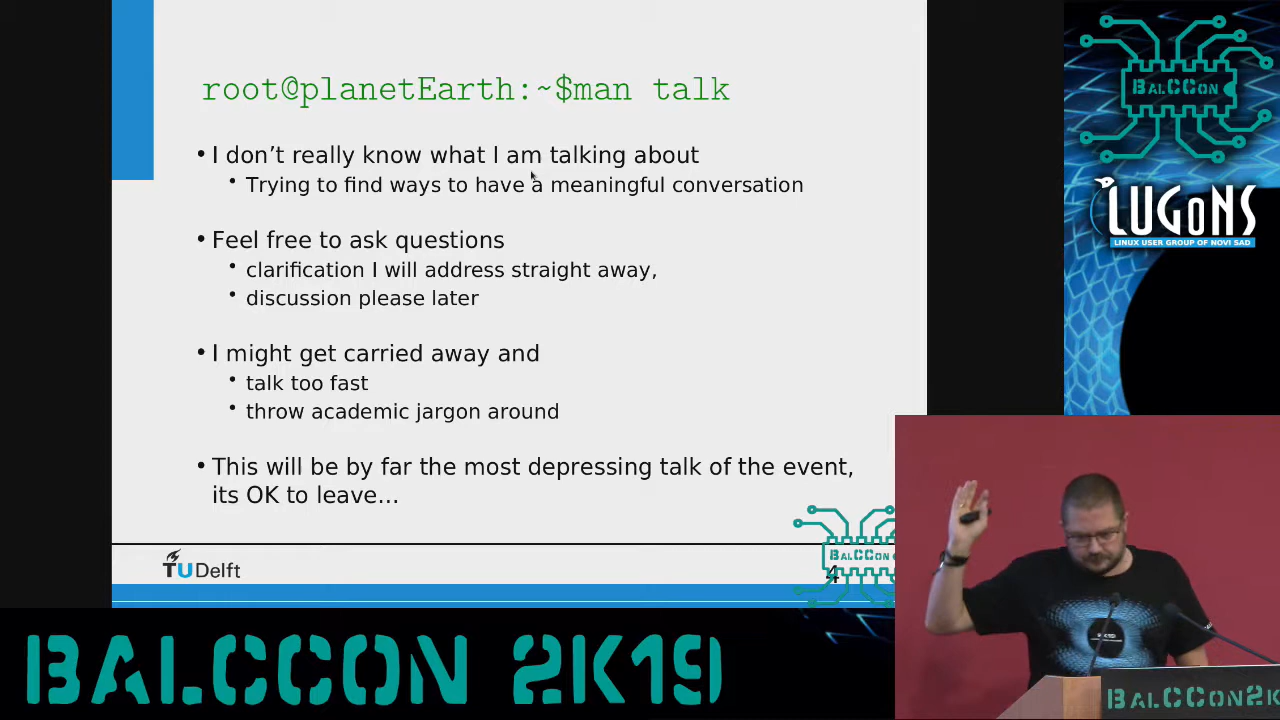 root@planetEarth:~$man talk
• I don’t really know what I am talking about
• Trying to find ways to have a meaningful conversation
• Feel free to ask questions
• clarification I will address straight away,
• discussion please later
• I might get carried away and
• talk too fast
• throw academic jargon around
• This will be by far the most depressing talk of the event,
its OK to leave…
TUDelft
BALCCON
4
BALCCON
LUGoNS
LINUX USER GROUP OF NOVI SAD
BALCCON 2K19
BALCCON2K